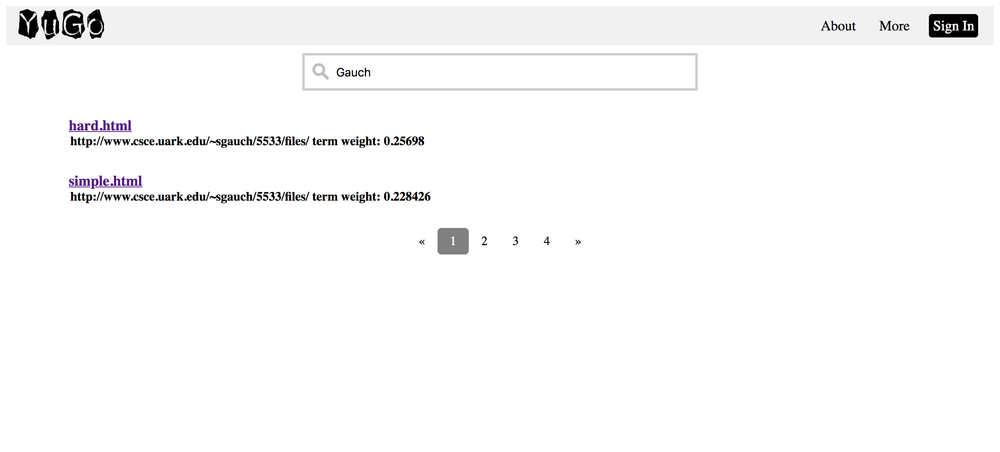 YuGo
About More Sign In
Gauch
hard.html
http://www.csce.uark.edu/~sgauch/5533/files/ term weight: 0.25698
simple.html
http://www.csce.uark.edu/~sgauch/5533/files/ term weight: 0.228426
« 1 2 3 4 »